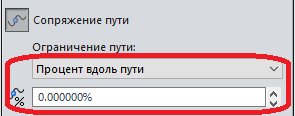 Сопряжение пути
Ограничение пути:
Процент вдоль пути
%
0.000000%